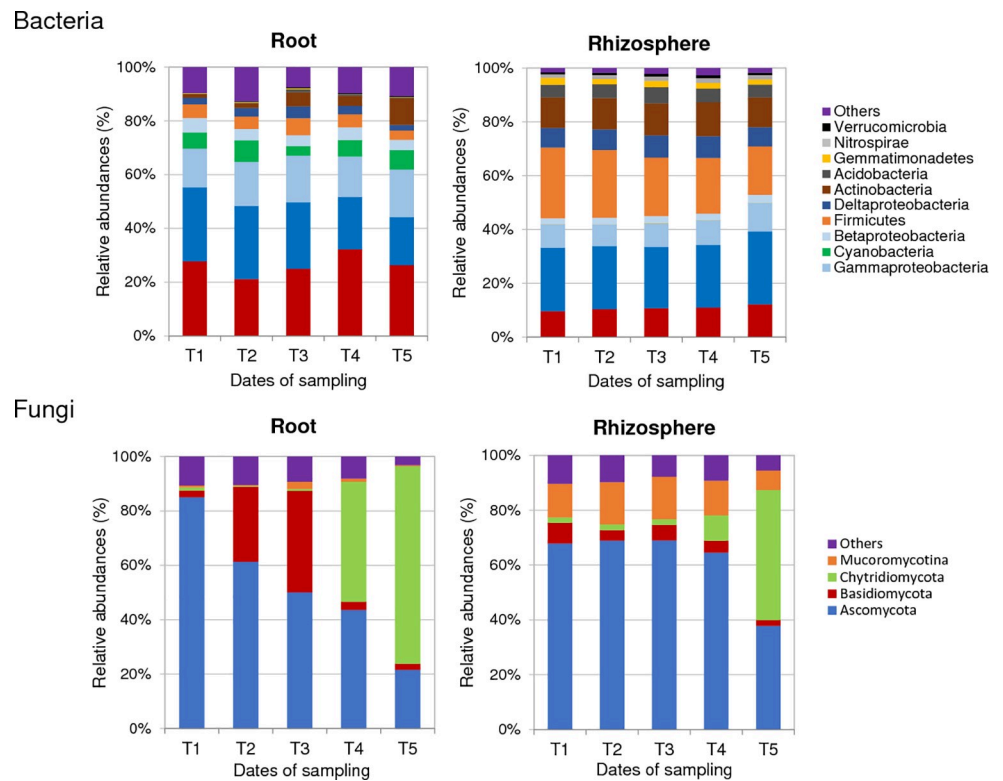 Bacteria
Root
Relative abundances (%)
100%
80%
60%
40%
20%
0%
T1 T2 T3 T4 T5
Dates of sampling
Rhizosphere
Relative abundances (%)
100%
80%
60%
40%
20%
0%
T1 T2 T3 T4 T5
Dates of sampling
Others
Verrucomicrobia
Nitrospirae
Gemmatimonadetes
Acidobacteria
Actinobacteria
Deltaproteobacteria
Firmicutes
Betaproteobacteria
Cyanobacteria
Gammaproteobacteria
Fungi
Root
Relative abundances (%)
100%
80%
60%
40%
20%
0%
T1 T2 T3 T4 T5
Dates of sampling
Rhizosphere
Relative abundances (%)
100%
80%
60%
40%
20%
0%
T1 T2 T3 T4 T5
Dates of sampling
Others
Mucoromycotina
Chytridiomycota
Basidiomycota
Ascomycota